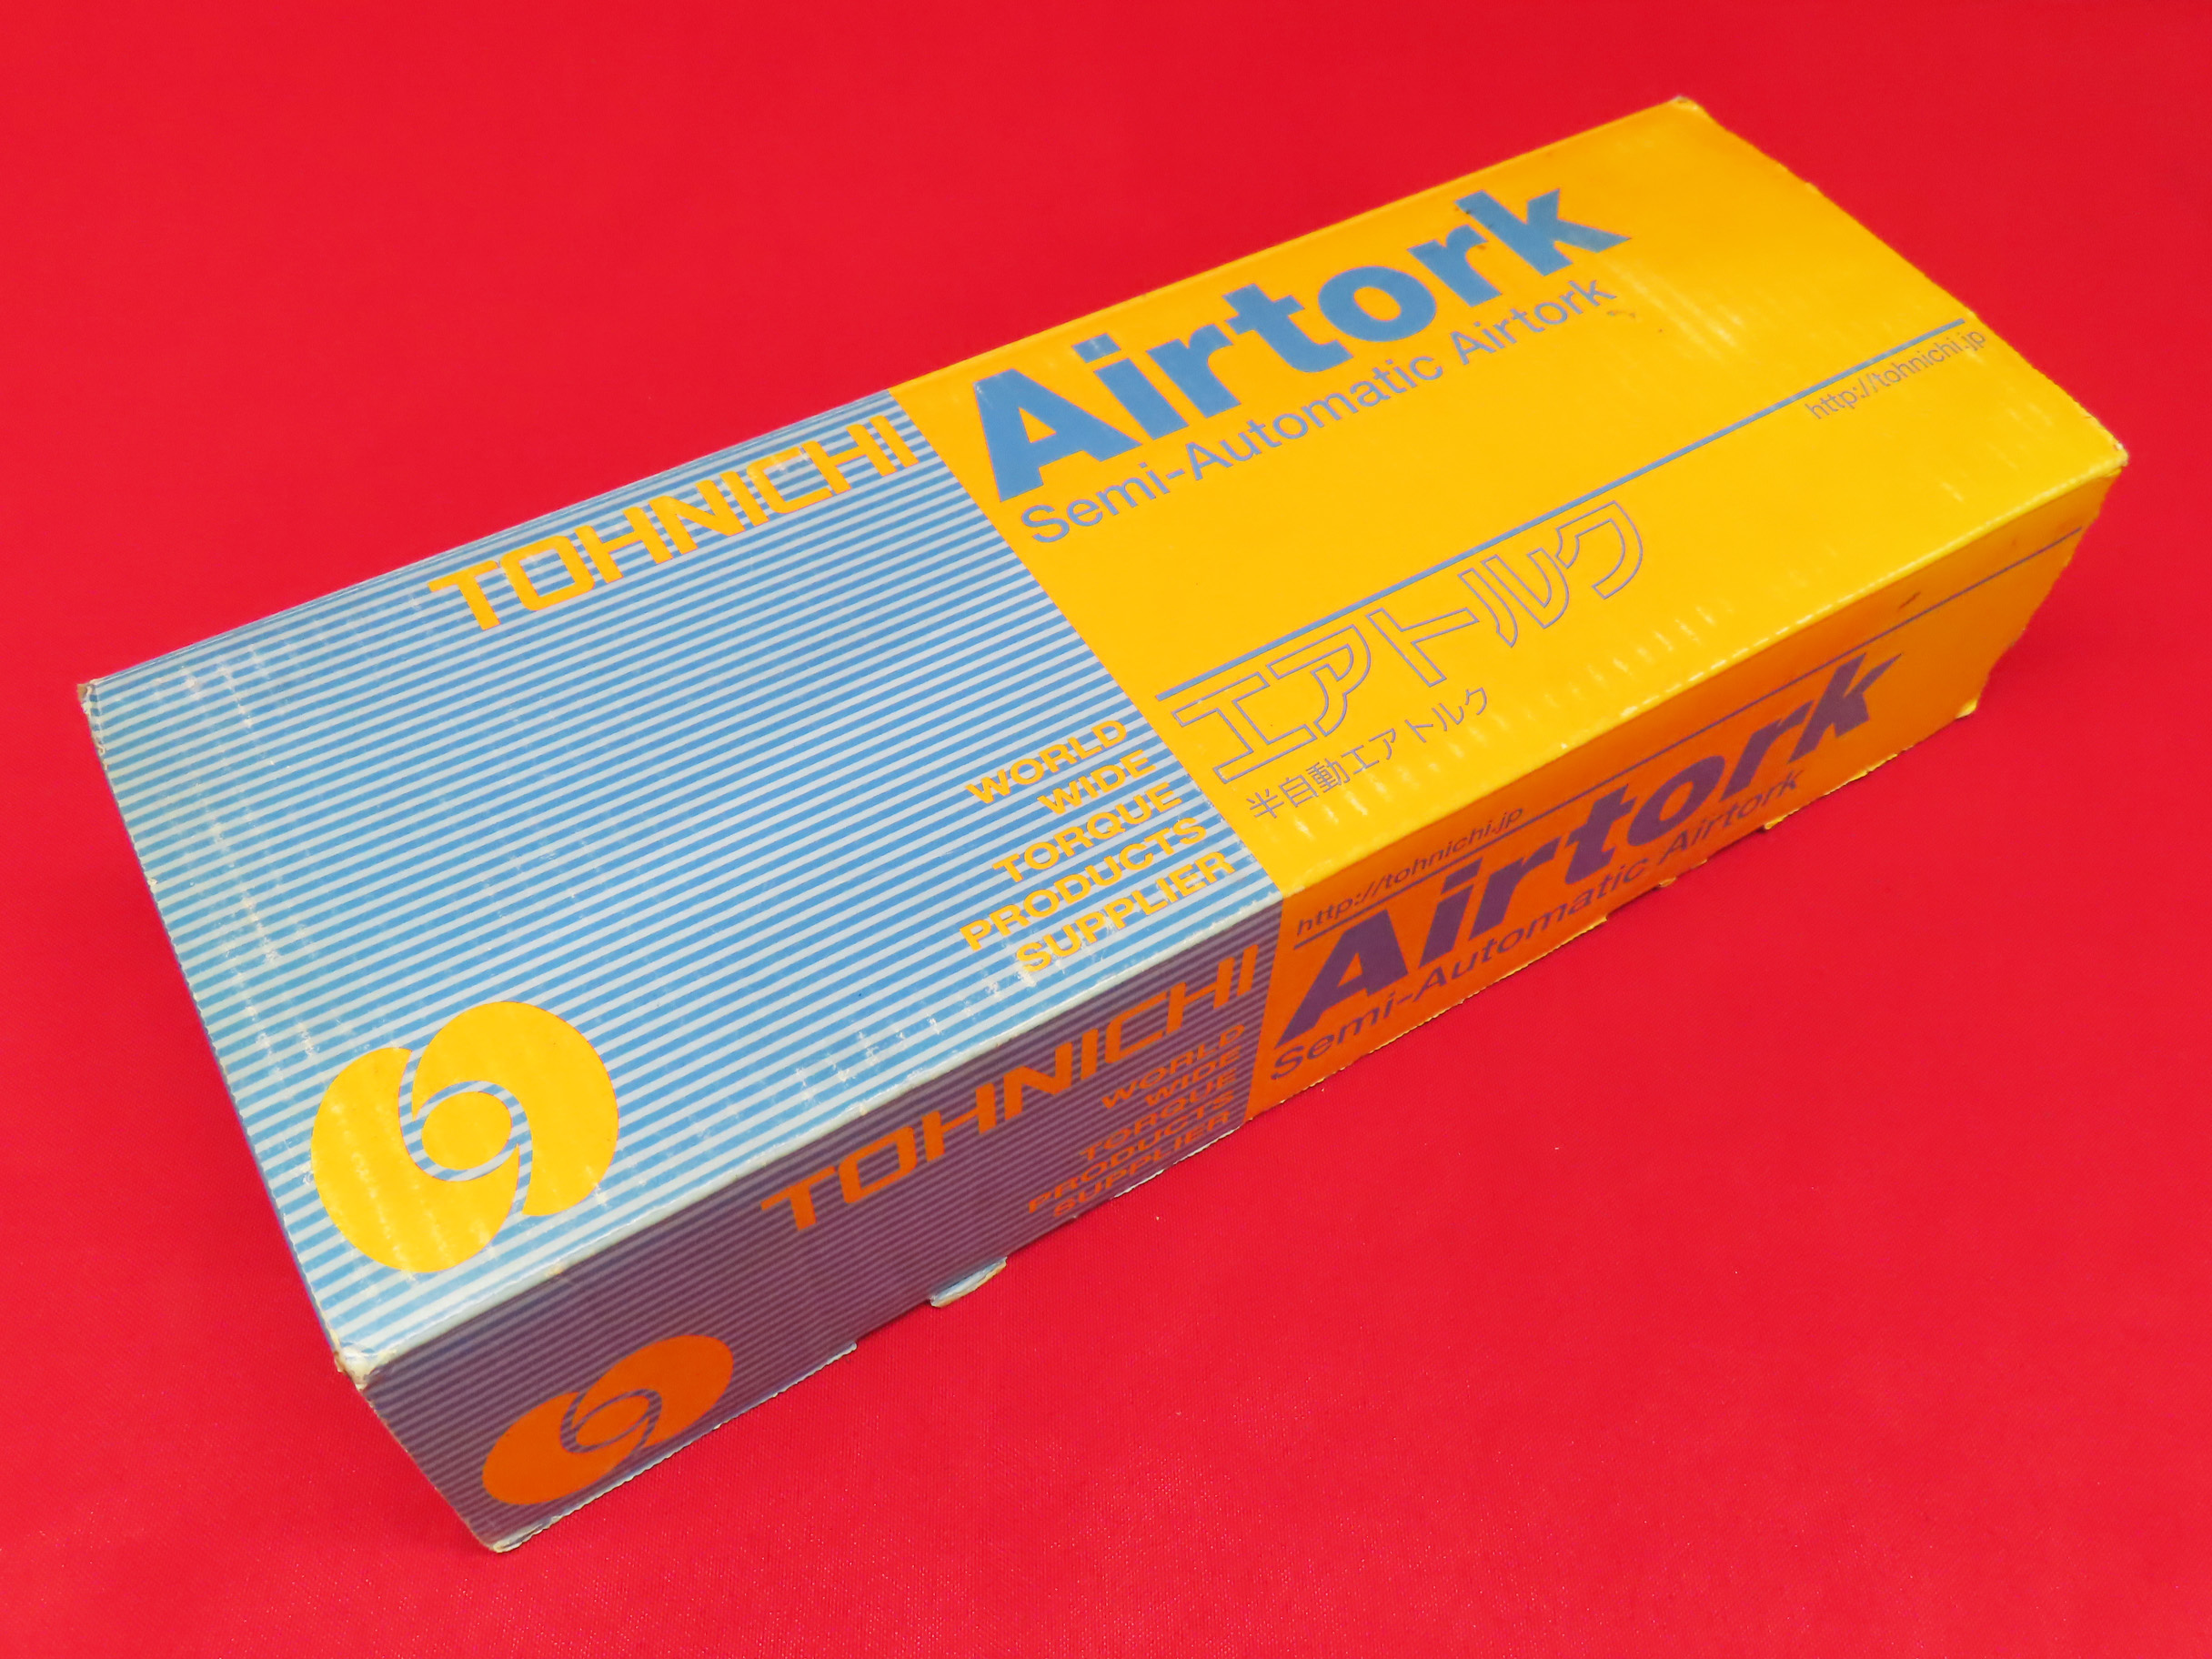 TOHNICHI
WORLD
WIDE
TORQUE
PRODUCTS
SUPPLIER
Airtork
Semi-Automatic Airtork
http://tohnichi.jp
エアトルク
半自動エアトルク
TOHNICHI
WORLD
WIDE
TORQUE
PRODUCTS
SUPPLIER
http://tohnichi.jp
Airtork
Semi-Automatic Airtork